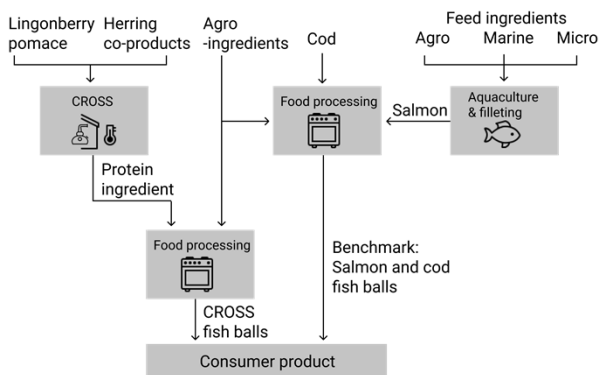 Lingonberry
pomace
Herring
co-products
Agro
-ingredients
Cod
Feed ingredients
Agro Marine Micro
CROSS
Food processing
Salmon
Aquaculture
& filleting
Protein
ingredient
Food processing
Benchmark:
Salmon and cod
fish balls
CROSS
fish balls
Consumer product